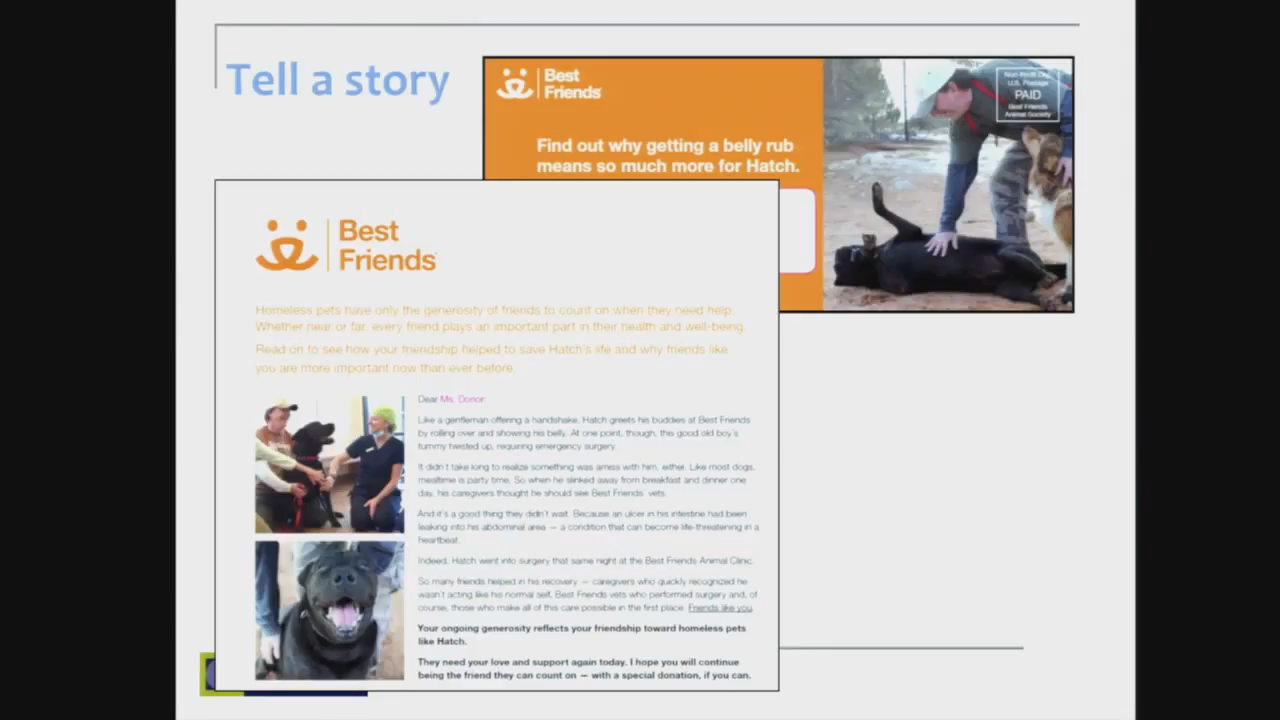 Tell a story
Best
Friends
Find out why getting a belly rub
means so much more for Hatch.
Non-Profit Org.
U.S. Postage
PAID
Best Friends
Animal Society
Best
Friends
Homeless pets have only the generosity of friends to count on when they need help.
Whether near or far, every friend plays an important part in their health and well-being.
Read on to see how your friendship helped to save Hatch's life and why friends like
you are more important now than ever before.
Dear Ms. Donor:
Like a gentleman offering a handshake, Hatch greets his buddies at Best Friends
by rolling over and showing his belly. At one point, though, this good old boy's
tummy twisted up, requiring emergency surgery.
It didn't take long to realize something was amiss with him, either. Like most dogs,
mealtime is party time. So when he slinked away from breakfast and dinner one
day, his caregivers thought he should see Best Friends' vets.
And it's a good thing they didn't wait. Because an ulcer in his intestine had been
leaking into his abdominal area — a condition that can become life-threatening in a
heartbeat.
Indeed, Hatch went into surgery that same night at the Best Friends Animal Clinic.
So many friends helped in his recovery — caregivers who quickly recognized he
wasn't acting like his normal self, Best Friends vets who performed surgery and, of
course, those who make all of this care possible in the first place. Friends like you.
Your ongoing generosity reflects your friendship toward homeless pets
like Hatch.
They need your love and support again today. I hope you will continue
being the friend they can count on — with a special donation, if you can.